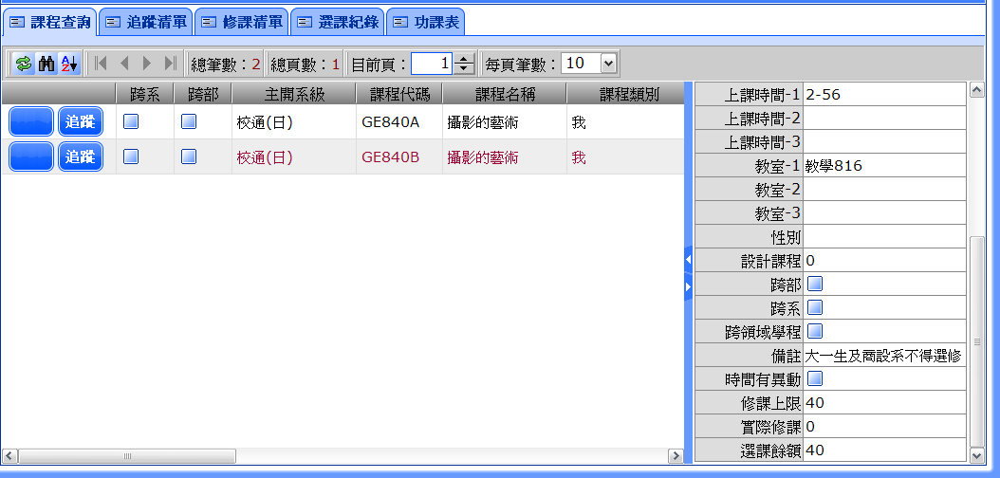 課程查詢 追蹤清單 修課清單 選課紀錄 功課表
總筆數：2 總頁數：1 目前頁： 1 每頁筆數： 10
跨系 跨部 主開系級 課程代碼 課程名稱 課程類別
追蹤 校通(日) GE840A 攝影的藝術 我
追蹤 校通(日) GE840B 攝影的藝術 我
上課時間-1 2-56
上課時間-2
上課時間-3
教室-1 教學816
教室-2
教室-3
性別
設計課程 0
跨部
跨系
跨領域學程
備註 大一生及商設系不得選修
時間有異動
修課上限 40
實際修課 0
選課餘額 40